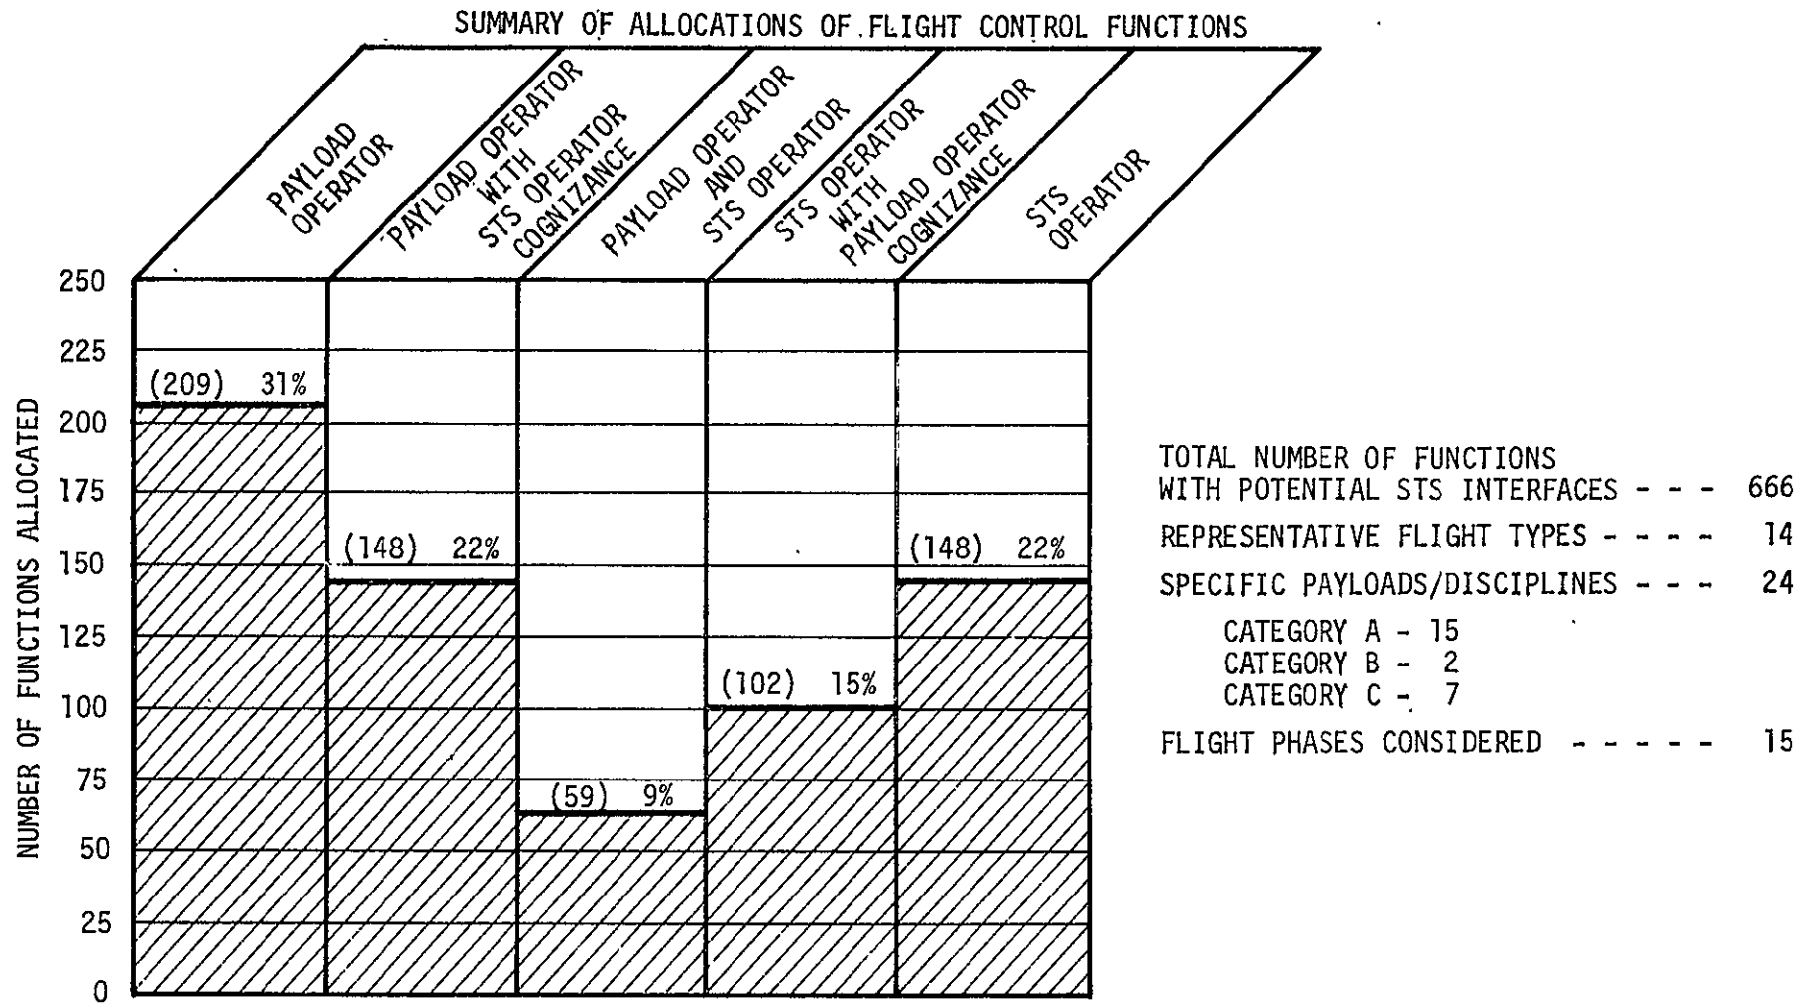 SUMMARY OF ALLOCATIONS OF FLIGHT CONTROL FUNCTIONS
PAYLOAD
OPERATOR
PAYLOAD OPERATOR
WITH
STS OPERATOR
COGNIZANCE
PAYLOAD OPERATOR
AND
STS OPERATOR
STS OPERATOR
WITH
PAYLOAD OPERATOR
COGNIZANCE
STS
OPERATOR
NUMBER OF FUNCTIONS ALLOCATED
250
225
200
175
150
125
100
75
50
25
0
(209) 31%
(148) 22%
(59) 9%
(102) 15%
(148) 22%
TOTAL NUMBER OF FUNCTIONS
WITH POTENTIAL STS INTERFACES - - - 666
REPRESENTATIVE FLIGHT TYPES - - - - 14
SPECIFIC PAYLOADS/DISCIPLINES - - - 24
CATEGORY A - 15
CATEGORY B - 2
CATEGORY C - 7
FLIGHT PHASES CONSIDERED - - - - - 15